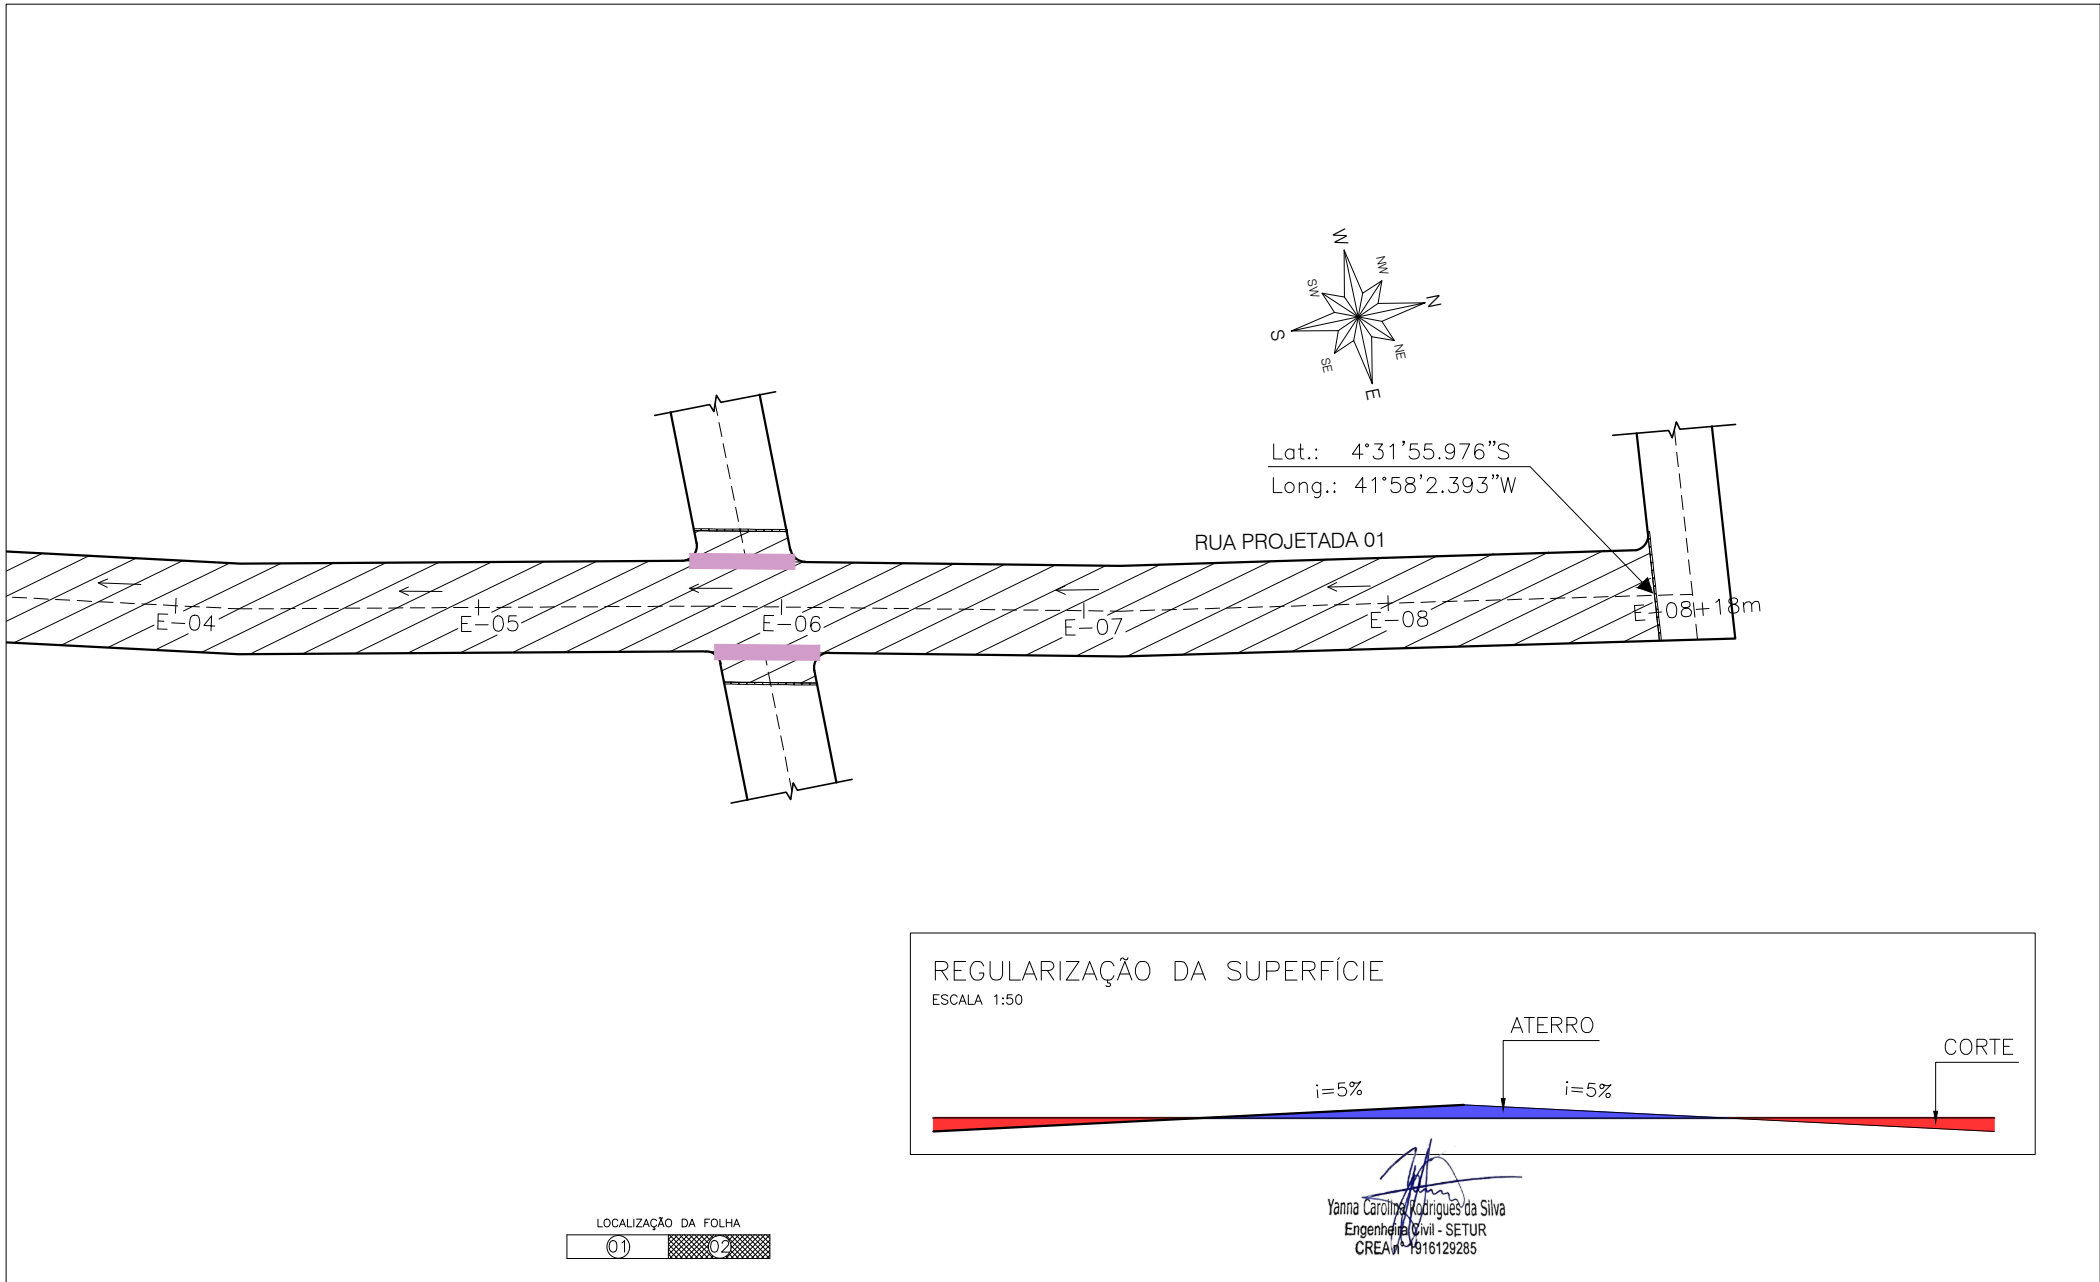 W
NW
SW
N
S
NE
SE
E
Lat.: 4°31’55.976”S
Long.: 41°58’2.393”W
RUA PROJETADA 01
E-04
E-05
E-06
E-07
E-08
E-08+18m
REGULARIZAÇÃO DA SUPERFÍCIE
ESCALA 1:50
ATERRO
CORTE
i=5%
i=5%
Yanna Carolina Rodrigues da Silva
Engenheira Civil - SETUR
CREA nº 1916129285
LOCALIZAÇÃO DA FOLHA
01
02